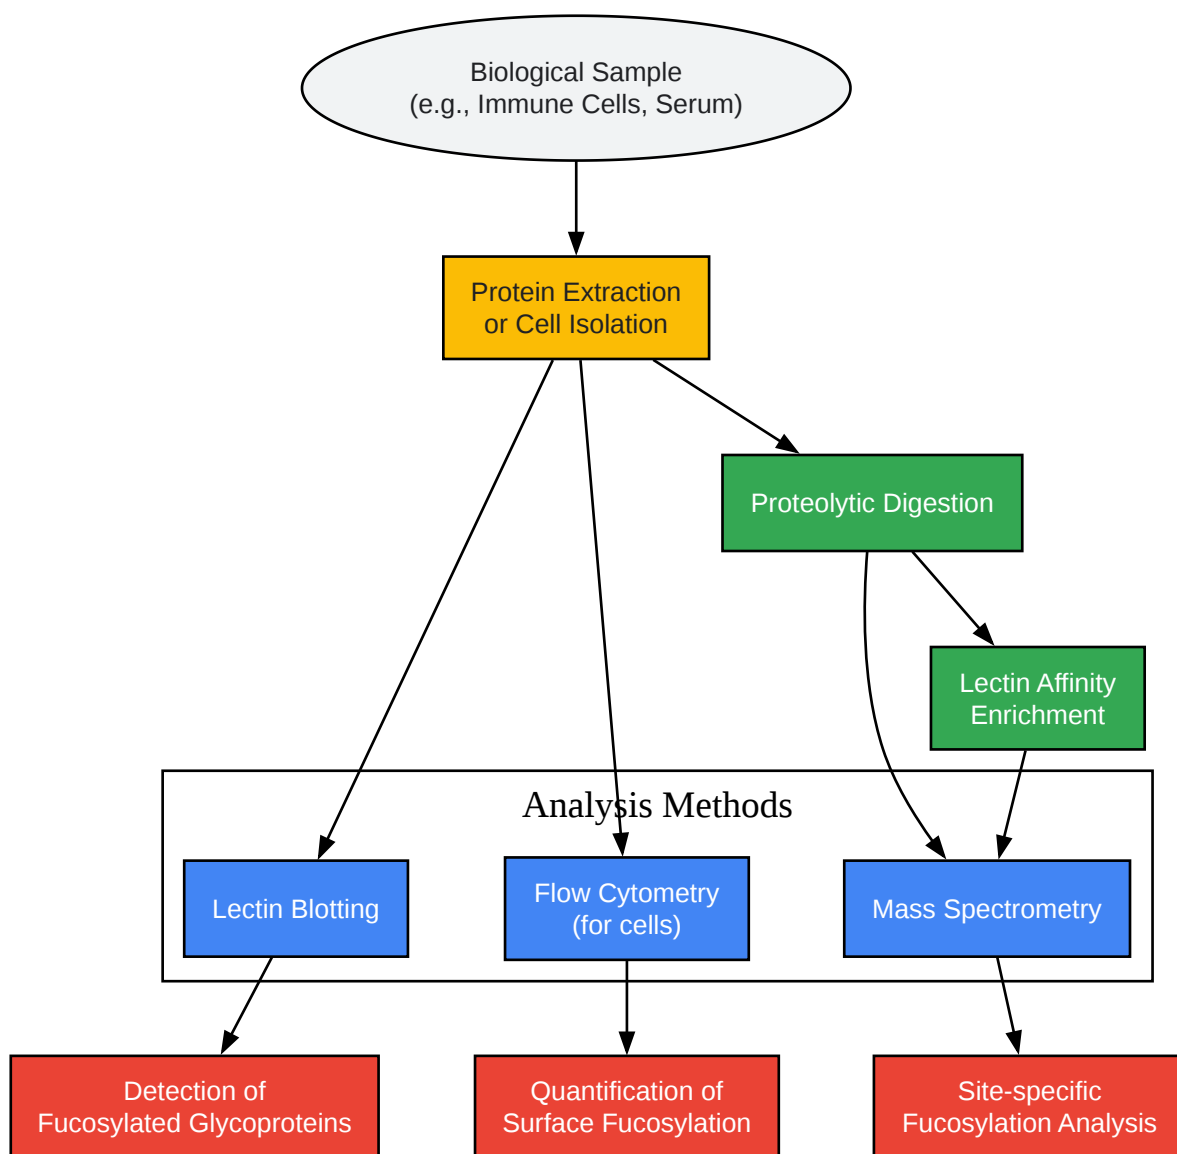 Biological Sample
(e.g., Immune Cells, Serum)
Protein Extraction
or Cell Isolation
Proteolytic Digestion
Lectin Affinity
Enrichment
Analysis Methods
Lectin Blotting
Flow Cytometry
(for cells)
Mass Spectrometry
Detection of
Fucosylated Glycoproteins
Quantification of
Surface Fucosylation
Site-specific
Fucosylation Analysis